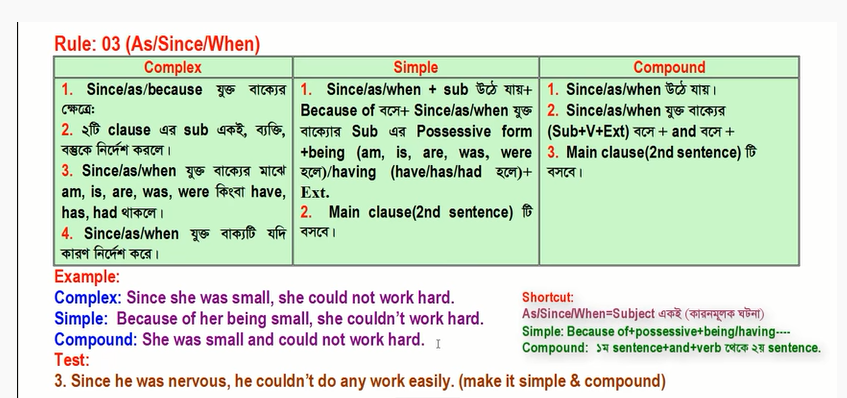 Rule: 03 (As/Since/When)
Complex
1. Since/as/because যুক্ত বাক্যের
ক্ষেত্রে:
2. ২টি clause এর sub একই, ব্যক্তি,
বস্তুকে নির্দেশ করলে।
3. Since/as/when যুক্ত বাক্যের মাঝে
am, is, are, was, were কিংবা have,
has, had থাকলে।
4. Since/as/when যুক্ত বাক্যটি যদি
কারণ নির্দেশ করে।
Simple
1. Since/as/when + sub উঠে যায়+
Because of বসে+ Since/as/when যুক্ত
বাক্যের Sub এর Possessive form
+being (am, is, are, was, were
হলে)/having (have/has/had হলে)+
Ext.
2. Main clause(2nd sentence) টি
বসবে।
Compound
1. Since/as/when উঠে যায়।
2. Since/as/when যুক্ত বাক্যের
(Sub+V+Ext) বসে + and বসে +
3. Main clause(2nd sentence) টি
বসবে।
Example:
Complex: Since she was small, she could not work hard.
Simple: Because of her being small, she couldn't work hard.
Compound: She was small and could not work hard.
Shortcut:
As/Since/When=Subject একই (কারনমূলক ঘটনা)
Simple: Because of+possessive+being/having----
Compound: ১ম sentence+and+verb থেকে ২য় sentence.
Test:
3. Since he was nervous, he couldn't do any work easily. (make it simple & compound)